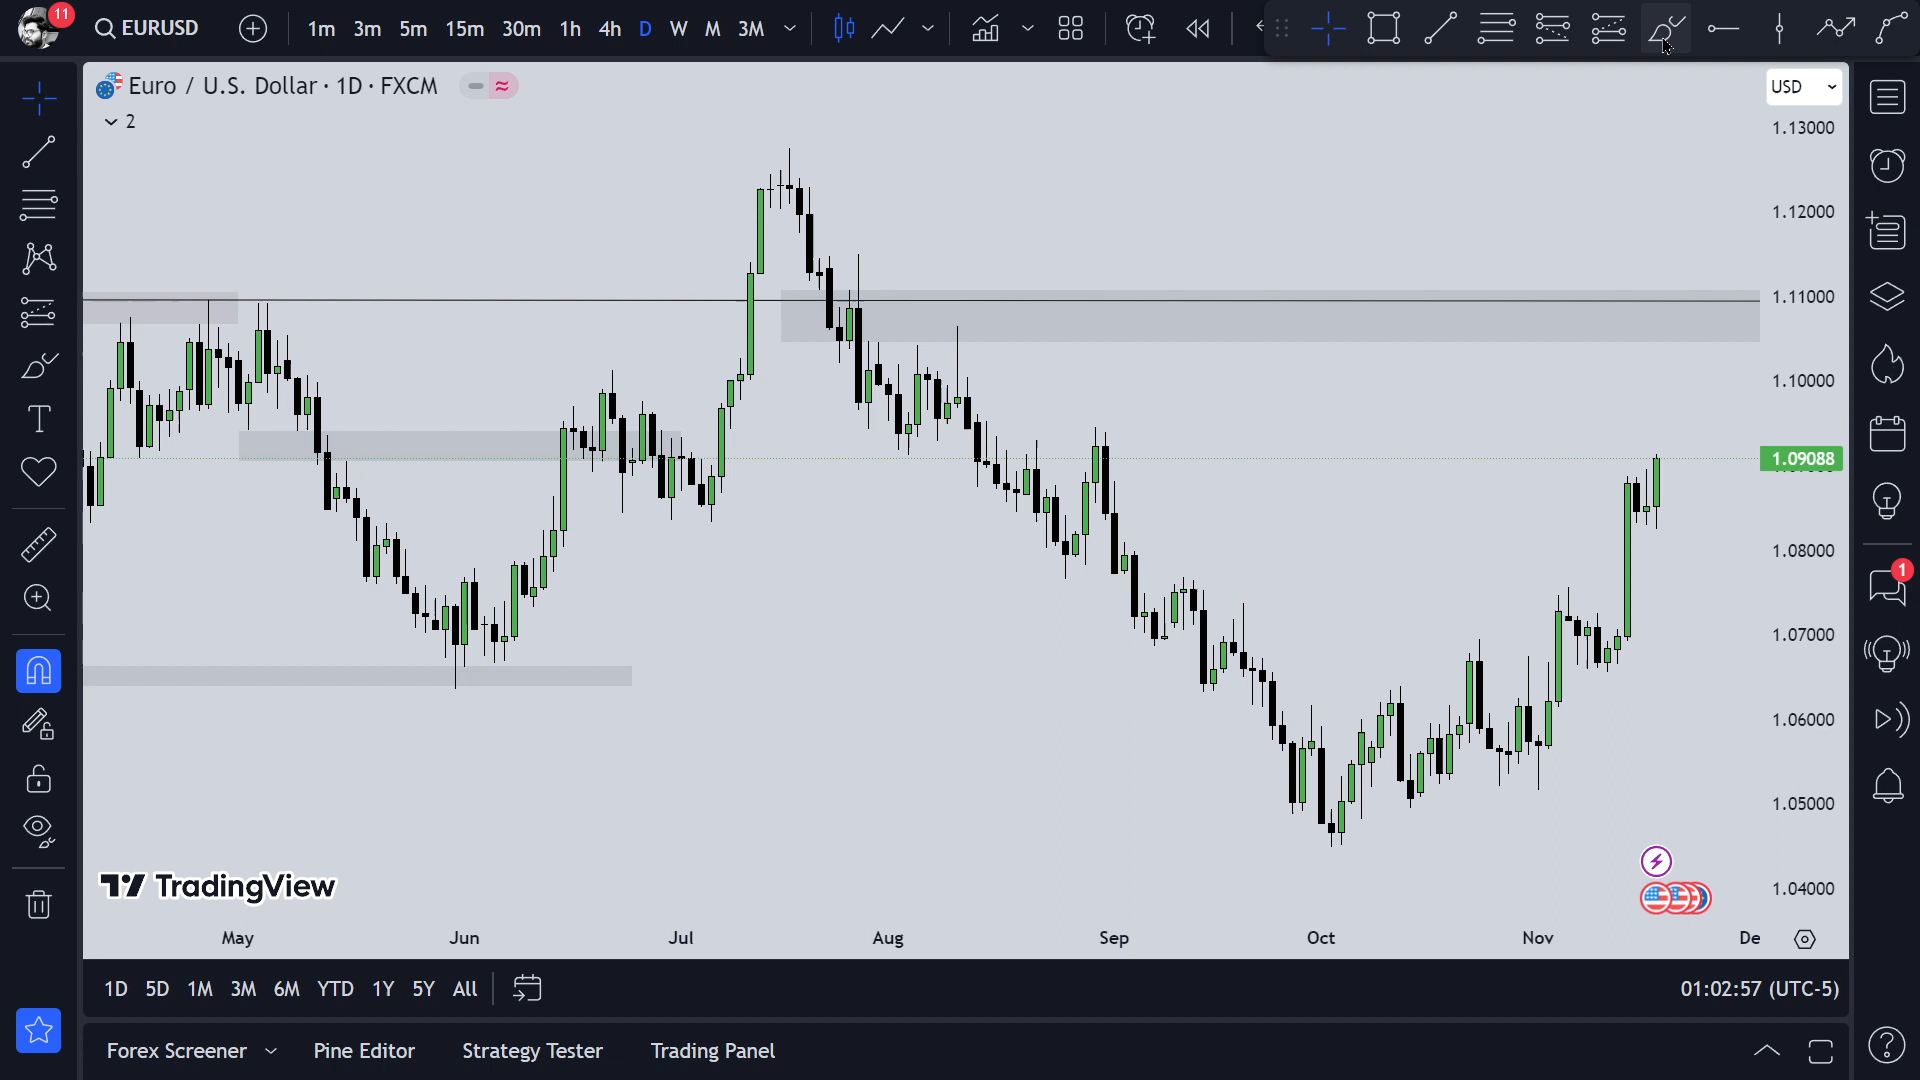 11
EURUSD
1m 3m 5m 15m 30m 1h 4h D W M 3M
Euro / U.S. Dollar · 1D · FXCM
2
USD
1.13000
1.12000
1.11000
1.10000
1.09088
1.08000
1.07000
1.06000
1.05000
1.04000
1
TradingView
May Jun Jul Aug Sep Oct Nov De
1D 5D 1M 3M 6M YTD 1Y 5Y All
01:02:57 (UTC-5)
Forex Screener Pine Editor Strategy Tester Trading Panel